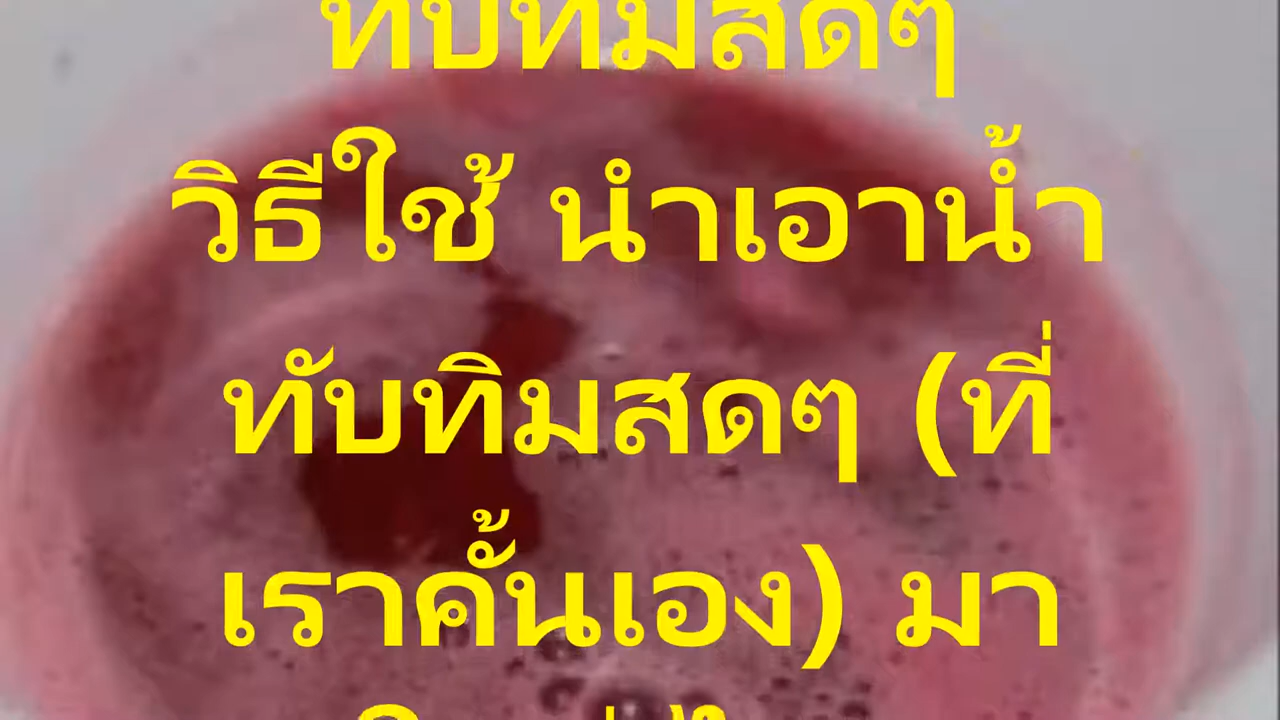 ทับทิมสดๆ
วิธีใช้ นำเอาน้ำ
ทับทิมสดๆ (ที่
เราคั้นเอง) มา